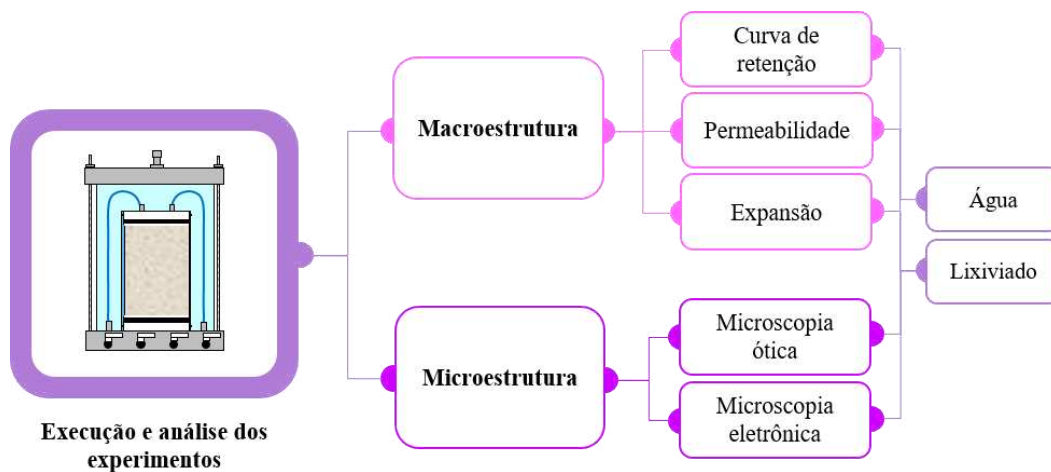 Execução e análise dos
experimentos
Macroestrutura
Microestrutura
Curva de
retenção
Permeabilidade
Expansão
Microscopia
ótica
Microscopia
eletrônica
Água
Lixiviado